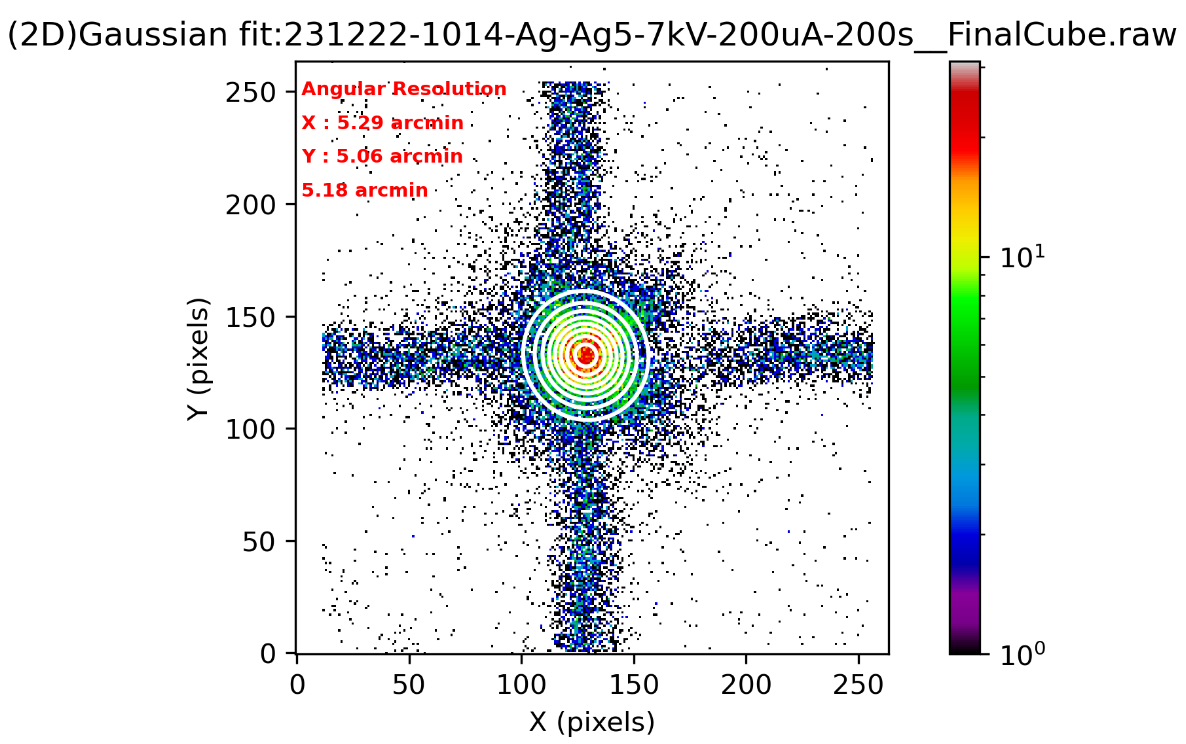 (2D)Gaussian fit:231222-1014-Ag-Ag5-7kV-200uA-200s__FinalCube.raw
Angular Resolution
X : 5.29 arcmin
Y : 5.06 arcmin
5.18 arcmin
250
200
150
100
50
0
Y (pixels)
0 50 100 150 200 250
X (pixels)
10¹
10⁰